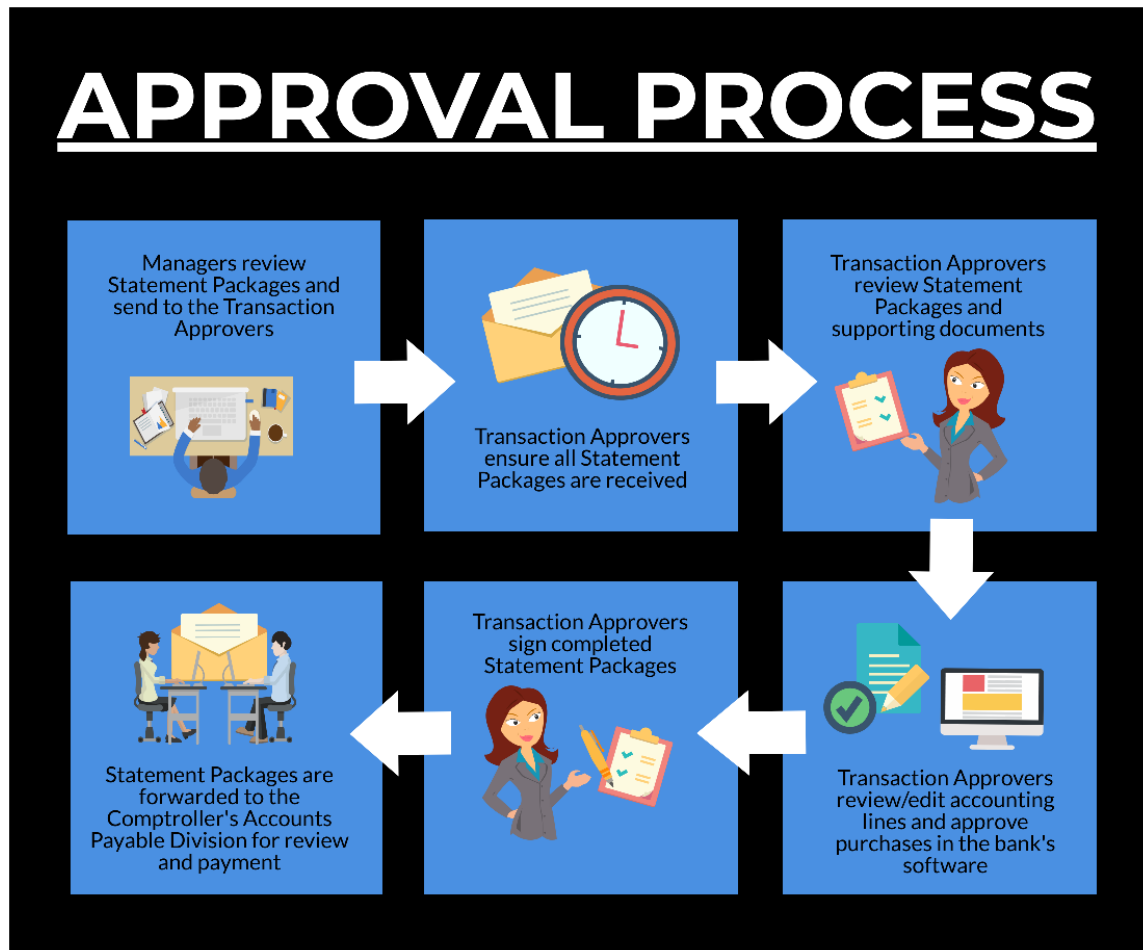 APPROVAL PROCESS
Managers review
Statement Packages and
send to the Transaction
Approvers
Transaction Approvers
ensure all Statement
Packages are received
Transaction Approvers
review Statement
Packages and
supporting documents
Transaction Approvers
review/edit accounting
lines and approve
purchases in the bank's
software
Transaction Approvers
sign completed
Statement Packages
Statement Packages are
forwarded to the
Comptroller's Accounts
Payable Division for review
and payment